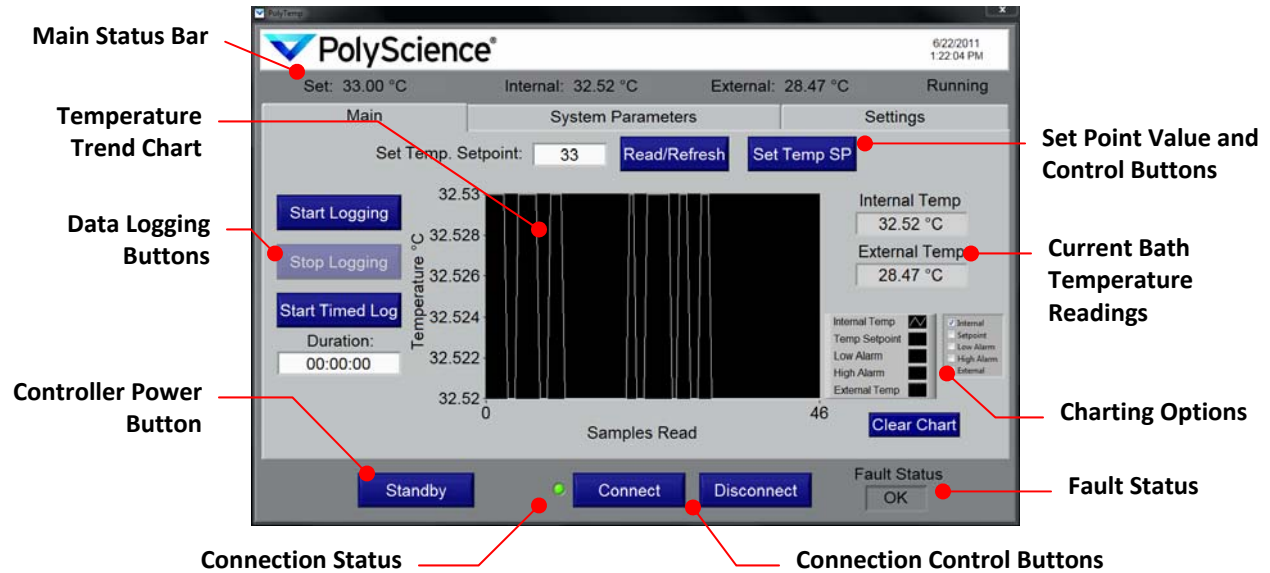 PolyTemp
x
Main Status Bar
PolyScience®
6/22/2011
1:22:04 PM
Set: 33.00 °C Internal: 32.52 °C External: 28.47 °C Running
Main System Parameters Settings
Temperature
Trend Chart
Set Temp. Setpoint: 33 Read/Refresh Set Temp SP
Set Point Value and
Control Buttons
Data Logging
Buttons
Start Logging
Stop Logging
Start Timed Log
Duration:
00:00:00
Temperature °C
32.53
32.528
32.526
32.524
32.522
32.52
0 46
Samples Read
Internal Temp
32.52 °C
External Temp
28.47 °C
Current Bath
Temperature
Readings
Internal Temp
Temp Setpoint
Low Alarm
High Alarm
External Temp
Internal
Setpoint
Low Alarm
High Alarm
External
Clear Chart
Charting Options
Controller Power
Button
Standby Connect Disconnect
Fault Status
OK
Fault Status
Connection Status
Connection Control Buttons